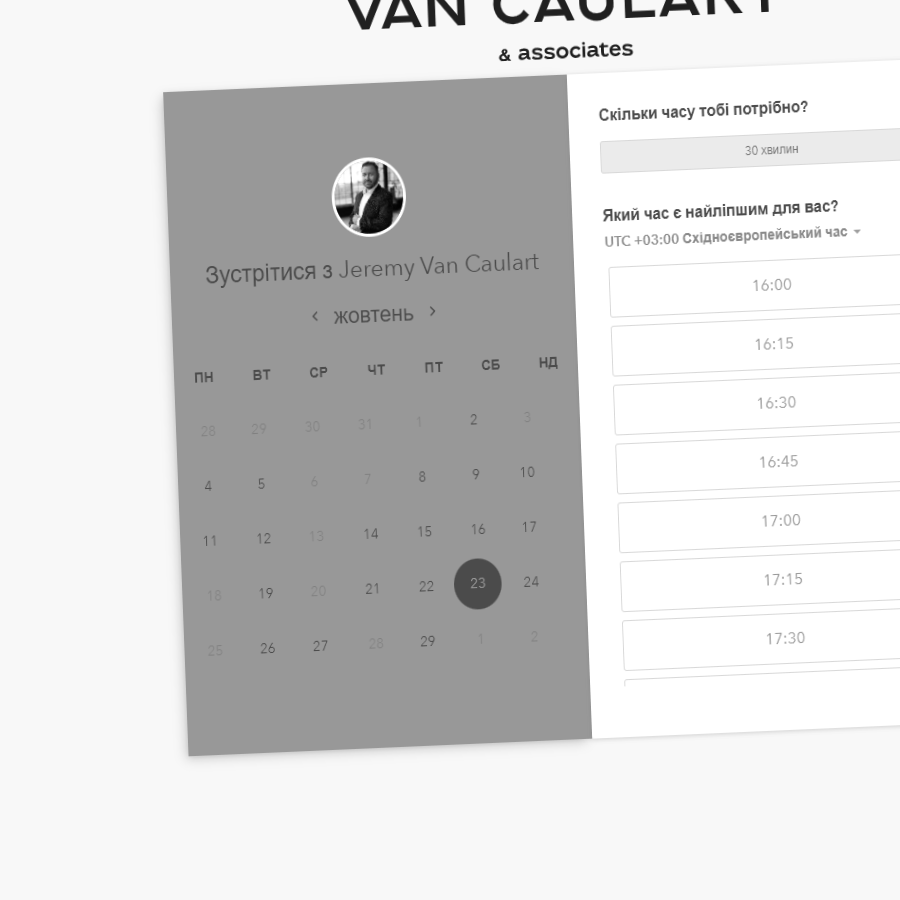 VAN CAULART
& associates
Зустрітися з Jeremy Van Caulart
жовтень
ПН ВТ СР ЧТ ПТ СБ НД
28 29 30 31 1 2 3
4 5 6 7 8 9 10
11 12 13 14 15 16 17
18 19 20 21 22 23 24
25 26 27 28 29 1 2
Скільки часу тобі потрібно?
30 хвилин
Який час є найліпшим для вас?
UTC +03:00 Східноєвропейський час
16:00
16:15
16:30
16:45
17:00
17:15
17:30